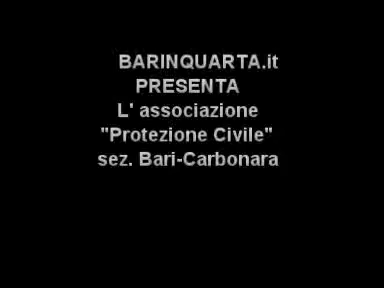 BARINQUARTA.it
PRESENTA
L' associazione
"Protezione Civile"
sez. Bari-Carbonara